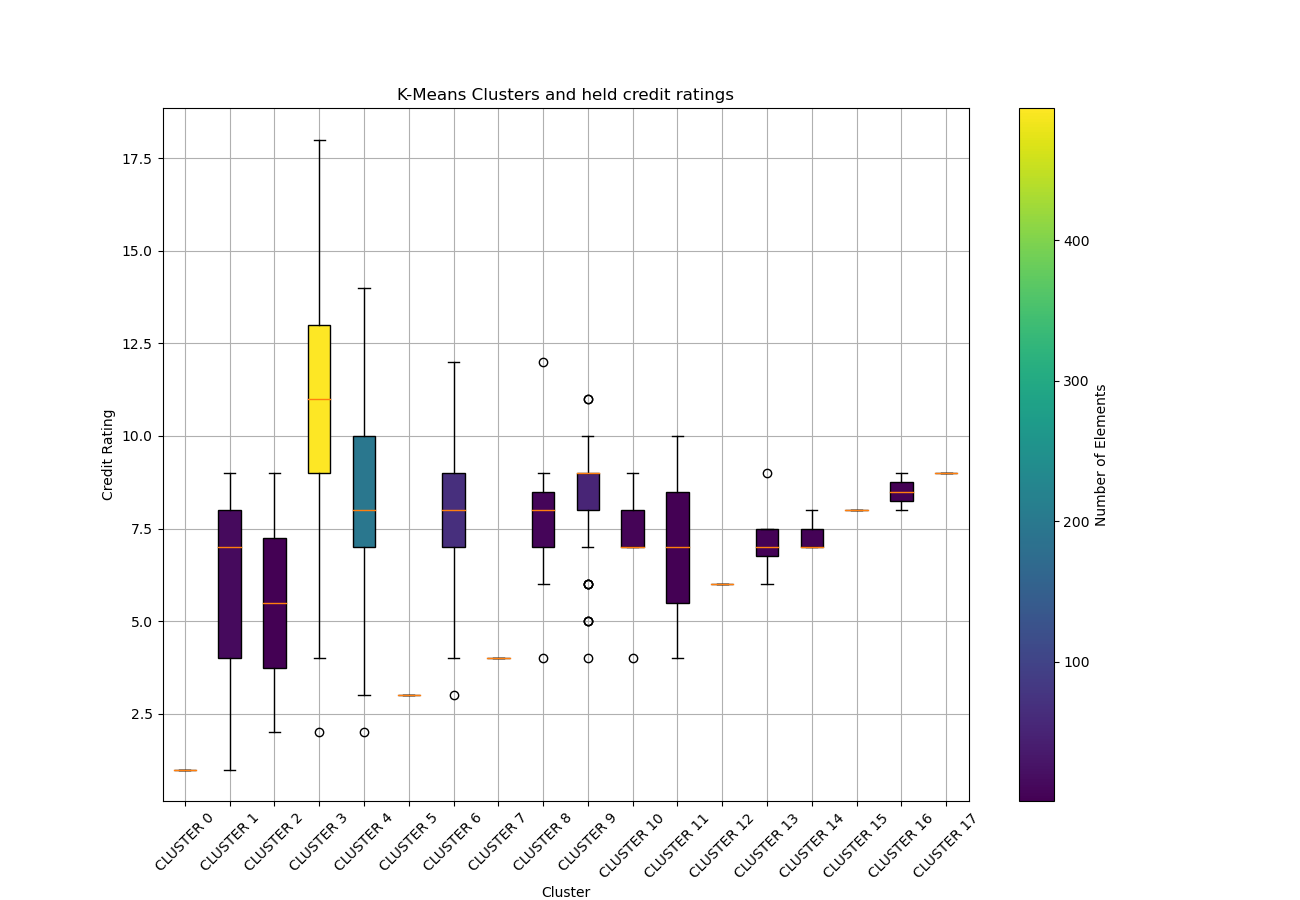 K-Means Clusters and held credit ratings
17.5
15.0
12.5
10.0
7.5
5.0
2.5
Credit Rating
CLUSTER 0
CLUSTER 1
CLUSTER 2
CLUSTER 3
CLUSTER 4
CLUSTER 5
CLUSTER 6
CLUSTER 7
CLUSTER 8
CLUSTER 9
CLUSTER 10
CLUSTER 11
CLUSTER 12
CLUSTER 13
CLUSTER 14
CLUSTER 15
CLUSTER 16
CLUSTER 17
Cluster
400
300
200
100
Number of Elements